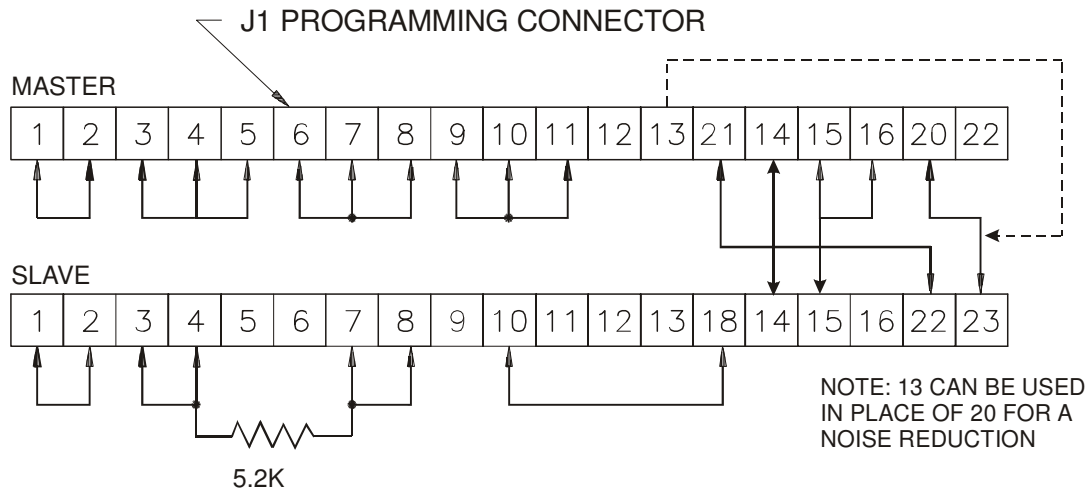 J1 PROGRAMMING CONNECTOR
MASTER
1 2 3 4 5 6 7 8 9 10 11 12 13 21 14 15 16 20 22
SLAVE
1 2 3 4 5 6 7 8 9 10 11 12 13 18 14 15 16 22 23
NOTE: 13 CAN BE USED
IN PLACE OF 20 FOR A
NOISE REDUCTION
5.2K